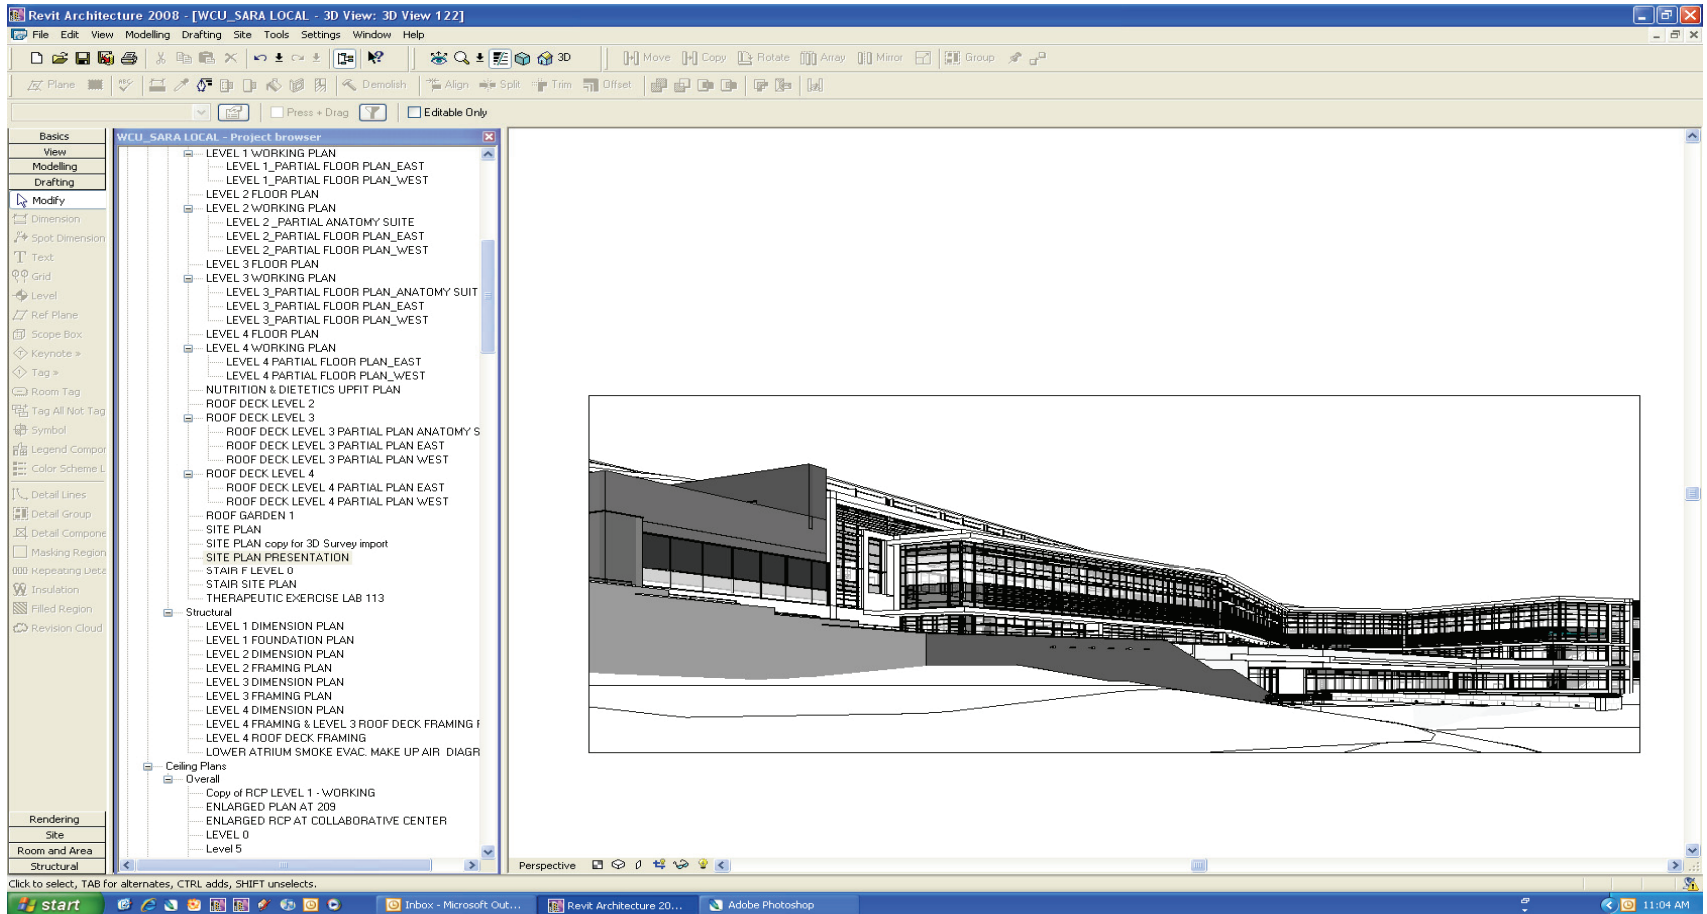 Revit Architecture 2008 - [WCU_SARA LOCAL - 3D View: 3D View 122]
File Edit View Modelling Drafting Site Tools Settings Window Help
3D Move Copy Rotate Array Mirror Group
Plane Demolish Align Split Trim Offset
Press + Drag Editable Only
Basics
View
Modelling
Drafting
Modify
Dimension
Spot Dimension
Text
Grid
Level
Ref Plane
Scope Box
Keynote »
Tag »
Room Tag
Tag All Not Tag
Symbol
Legend Compor
Color Scheme L
Detail Lines
Detail Group
Detail Compone
Masking Region
Repeating Deta
Insulation
Filled Region
Revision Cloud
Rendering
Site
Room and Area
Structural
WCU_SARA LOCAL - Project browser
LEVEL 1 WORKING PLAN
LEVEL 1_PARTIAL FLOOR PLAN_EAST
LEVEL 1_PARTIAL FLOOR PLAN_WEST
LEVEL 2 FLOOR PLAN
LEVEL 2 WORKING PLAN
LEVEL 2 _PARTIAL ANATOMY SUITE
LEVEL 2_PARTIAL FLOOR PLAN_EAST
LEVEL 2_PARTIAL FLOOR PLAN_WEST
LEVEL 3 FLOOR PLAN
LEVEL 3 WORKING PLAN
LEVEL 3_PARTIAL FLOOR PLAN_ANATOMY SUIT
LEVEL 3_PARTIAL FLOOR PLAN_EAST
LEVEL 3_PARTIAL FLOOR PLAN_WEST
LEVEL 4 FLOOR PLAN
LEVEL 4 WORKING PLAN
LEVEL 4 PARTIAL FLOOR PLAN_EAST
LEVEL 4 PARTIAL FLOOR PLAN_WEST
NUTRITION & DIETETICS UPFIT PLAN
ROOF DECK LEVEL 2
ROOF DECK LEVEL 3
ROOF DECK LEVEL 3 PARTIAL PLAN ANATOMY S
ROOF DECK LEVEL 3 PARTIAL PLAN EAST
ROOF DECK LEVEL 3 PARTIAL PLAN WEST
ROOF DECK LEVEL 4
ROOF DECK LEVEL 4 PARTIAL PLAN EAST
ROOF DECK LEVEL 4 PARTIAL PLAN WEST
ROOF GARDEN 1
SITE PLAN
SITE PLAN copy for 3D Survey import
SITE PLAN PRESENTATION
STAIR F LEVEL 0
STAIR SITE PLAN
THERAPEUTIC EXERCISE LAB 113
Structural
LEVEL 1 DIMENSION PLAN
LEVEL 1 FOUNDATION PLAN
LEVEL 2 DIMENSION PLAN
LEVEL 2 FRAMING PLAN
LEVEL 3 DIMENSION PLAN
LEVEL 3 FRAMING PLAN
LEVEL 4 DIMENSION PLAN
LEVEL 4 FRAMING & LEVEL 3 ROOF DECK FRAMING F
LEVEL 4 ROOF DECK FRAMING
LOWER ATRIUM SMOKE EVAC. MAKE UP AIR DIAGR
Ceiling Plans
Overall
Copy of RCP LEVEL 1 - WORKING
ENLARGED PLAN AT 209
ENLARGED RCP AT COLLABORATIVE CENTER
LEVEL 0
Level 5
Perspective
Click to select, TAB for alternates, CTRL adds, SHIFT unselects.
start Inbox - Microsoft Out... Revit Architecture 20... Adobe Photoshop 11:04 AM